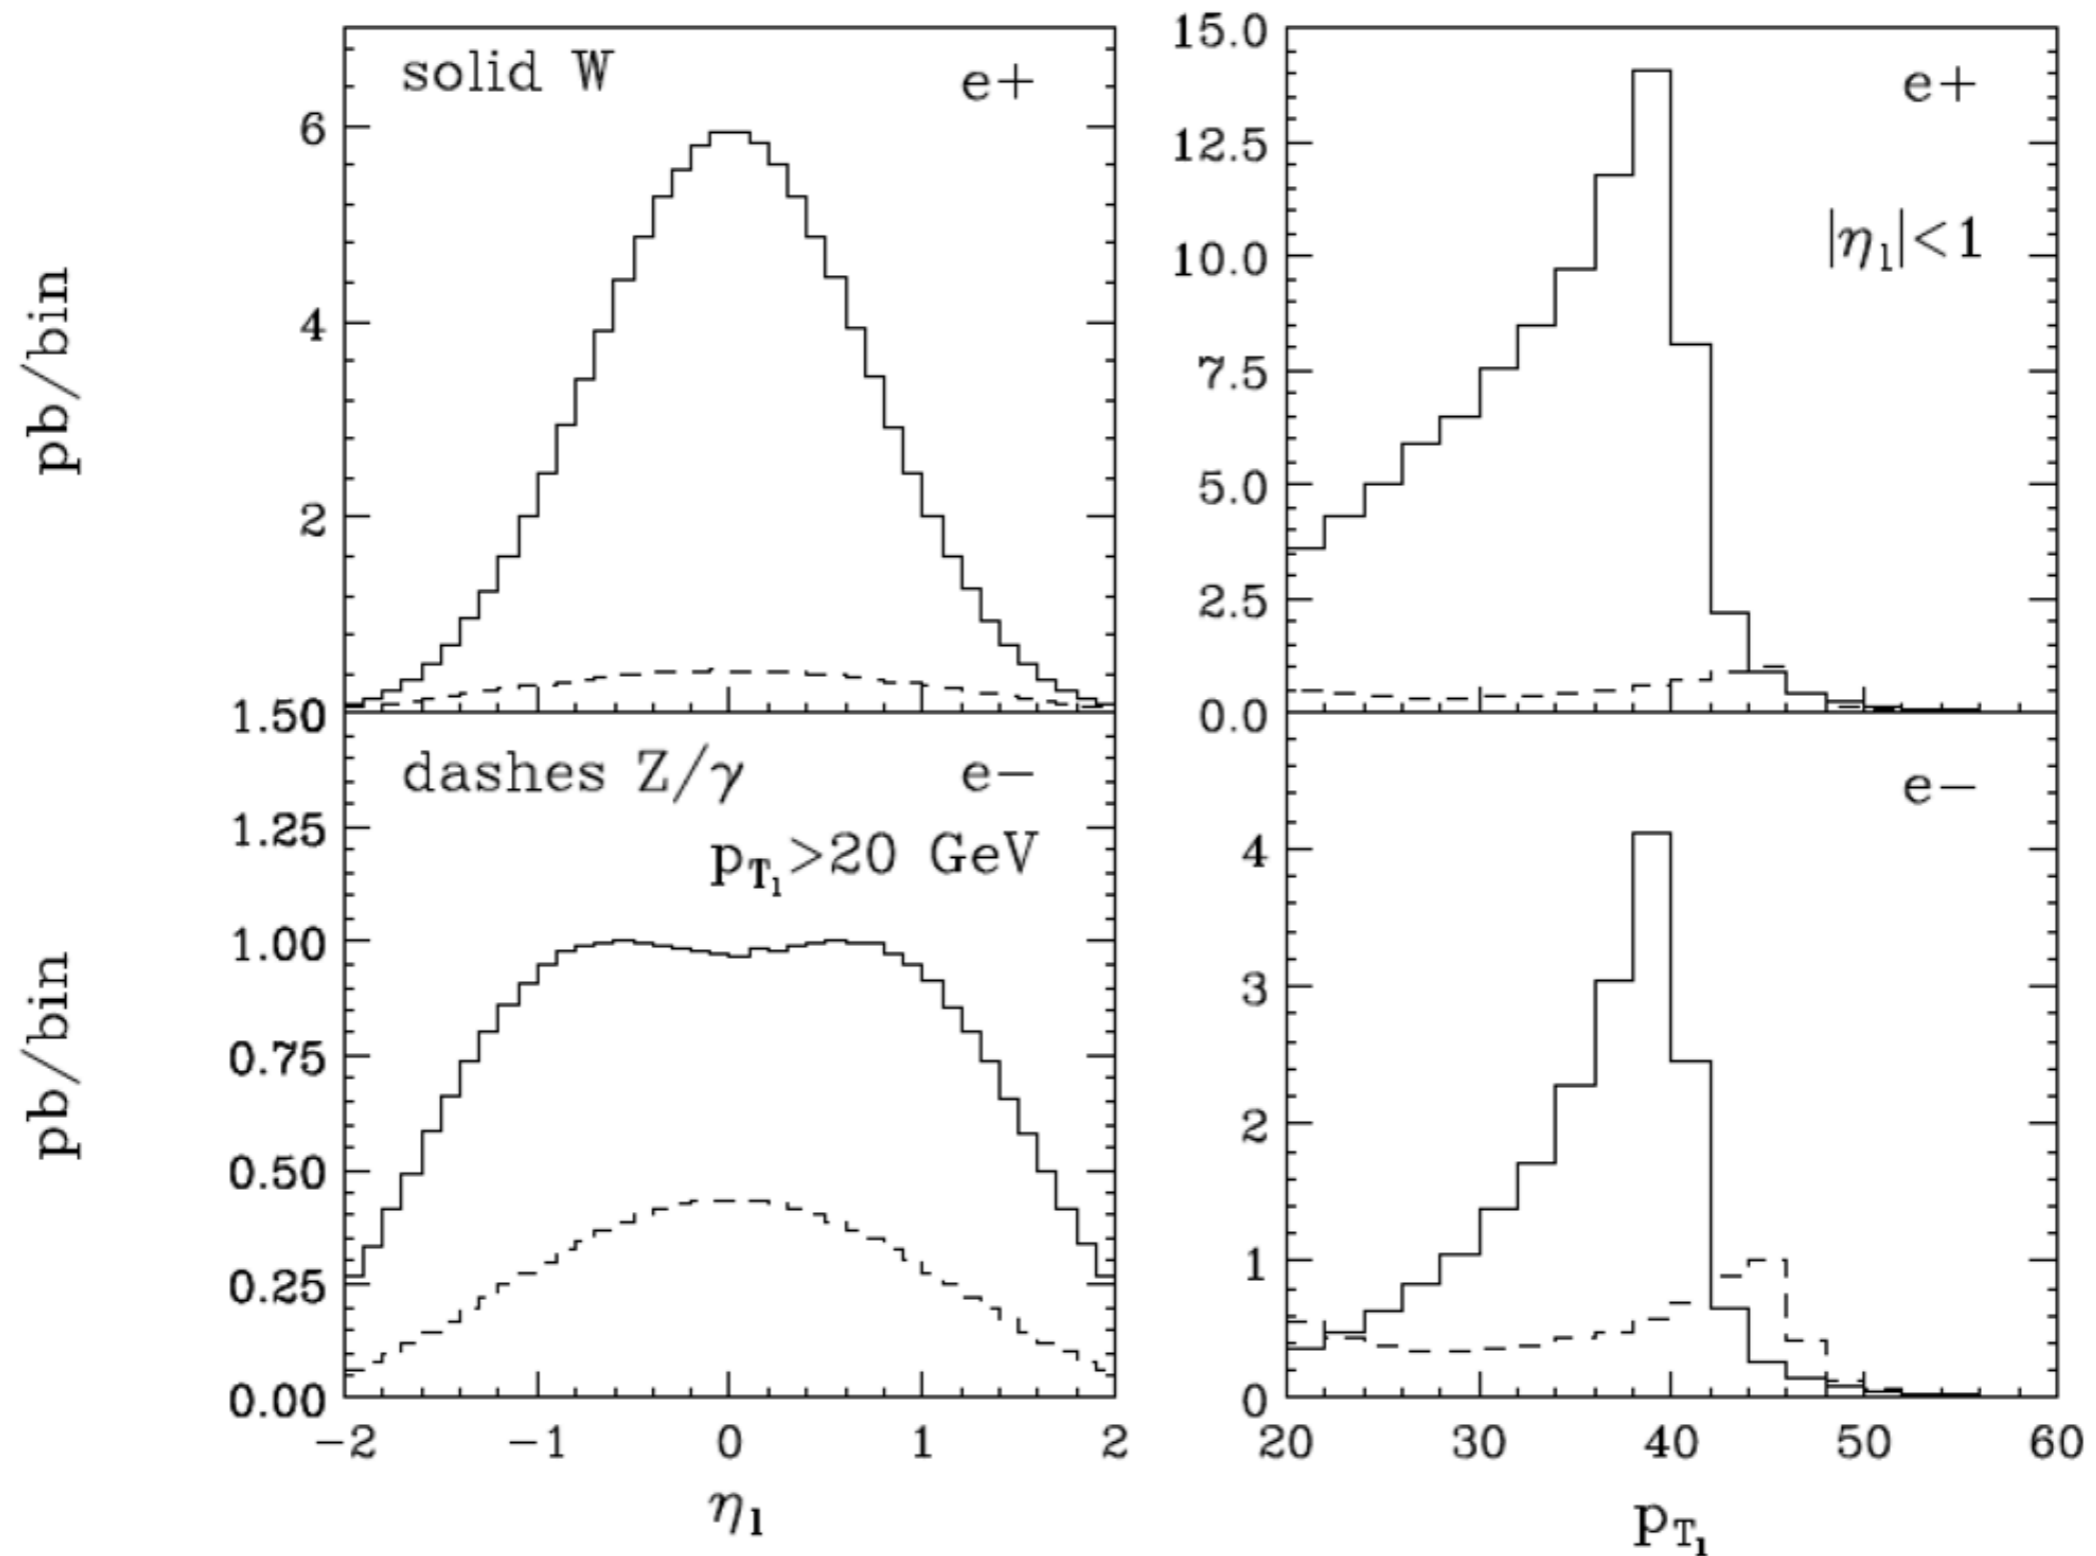 solid W e+
6
4
2
pb/bin
15.0
12.5
10.0
7.5
5.0
2.5
0.0
e+
|η₁|<1
1.50
1.25
1.00
0.75
0.50
0.25
0.00
dashes Z/γ e−
p_T₁>20 GeV
pb/bin
−2 −1 0 1 2
η₁
4
3
2
1
0
e−
20 30 40 50 60
p_T₁